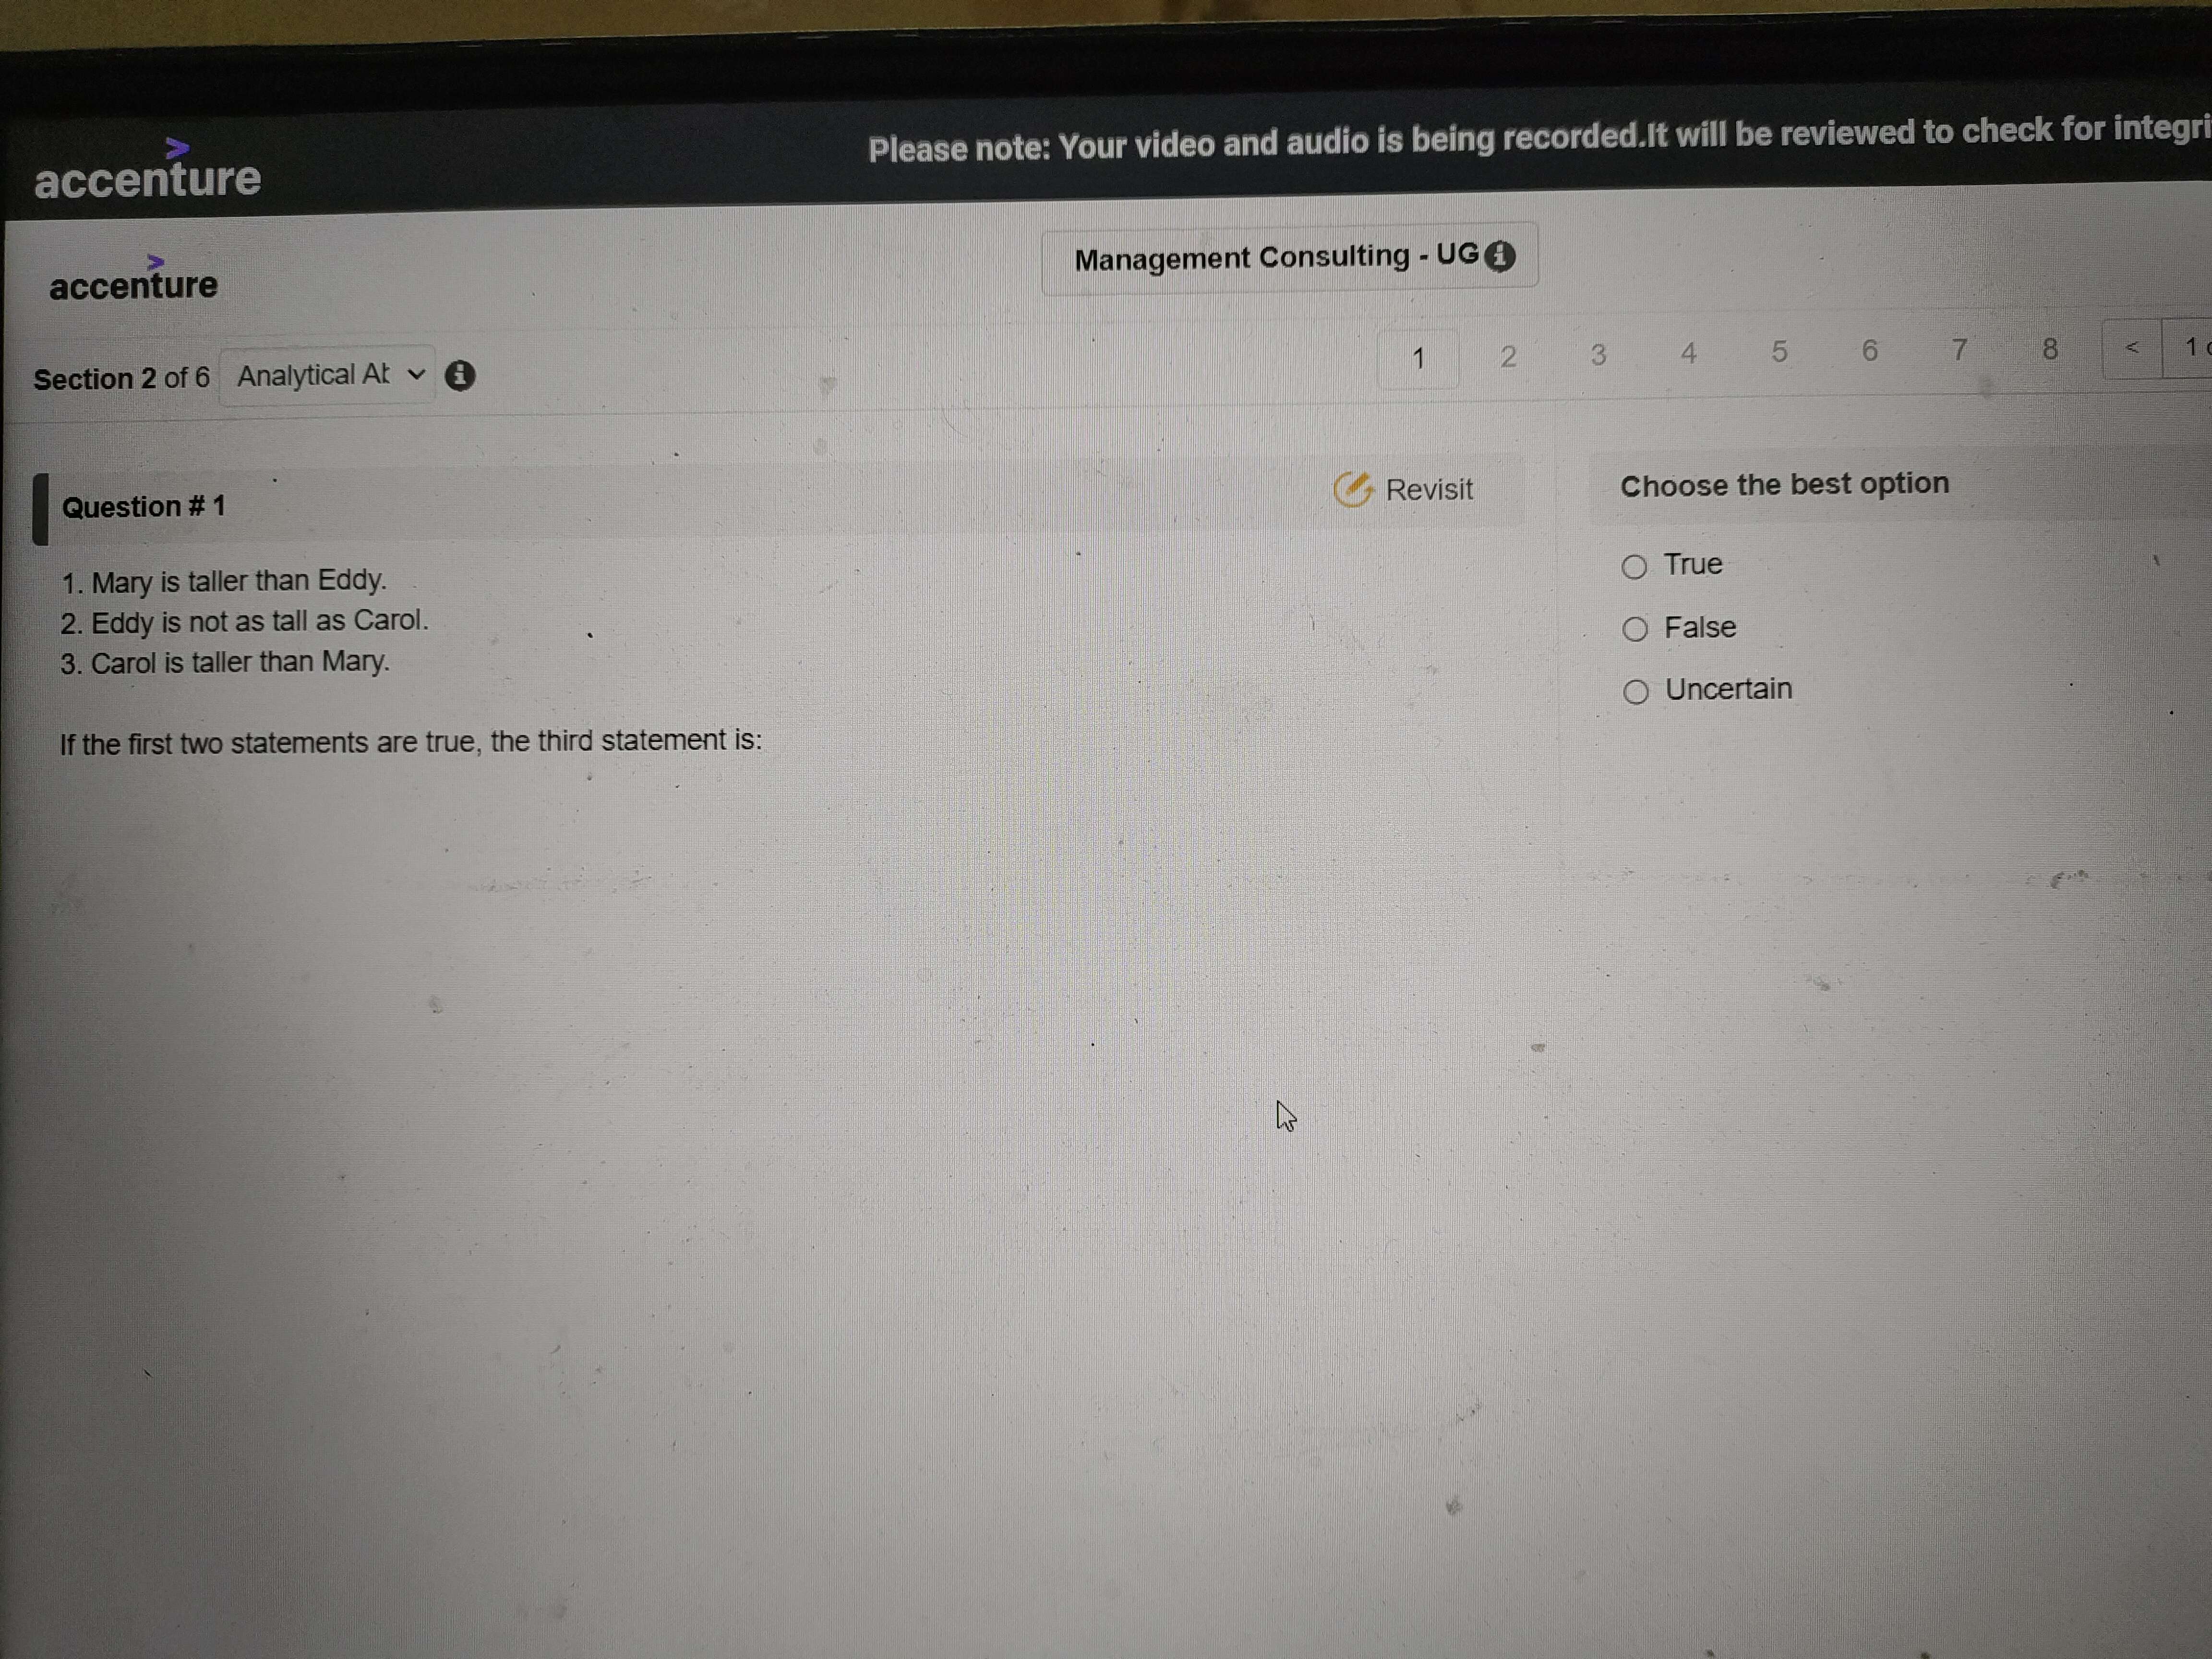 accenture
Please note: Your video and audio is being recorded.It will be reviewed to check for
accenture
Management Consulting - UG
Section 2 of 6
Analytical
1 2 3 4 5 6 7 8 < 1
Question # 1
Revisit
Choose the best option
1. Mary is taller than Eddy.
2. Eddy is not as tall as Carol.
3. Carol is taller than Mary.
If the first two statements are true, the third statement is:
True
False
Uncertain